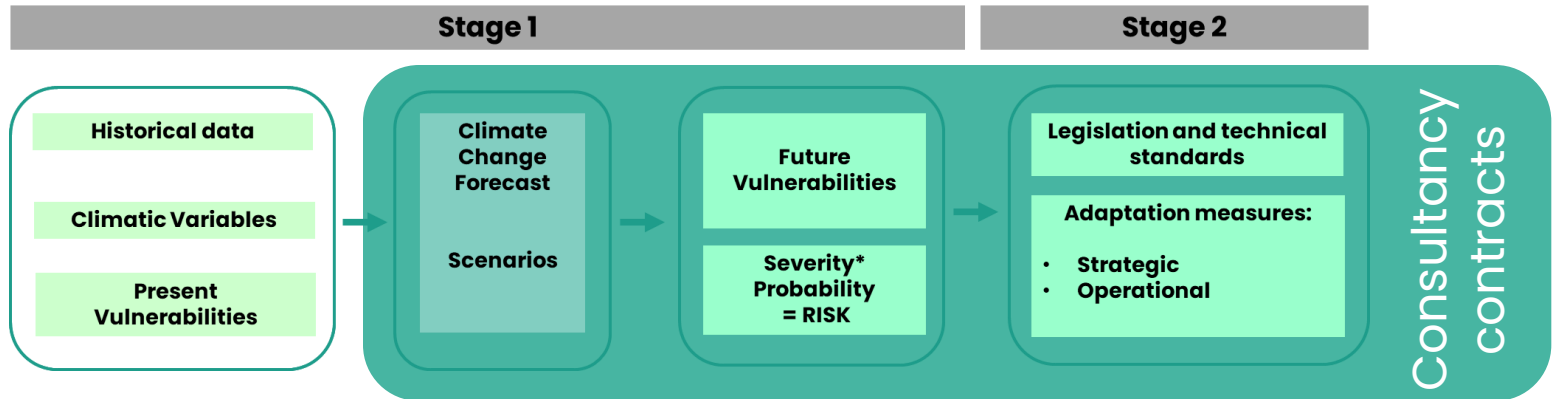 Stage 1
Stage 2
Historical data
Climatic Variables
Present
Vulnerabilities
Climate
Change
Forecast
Scenarios
Future
Vulnerabilities
Severity*
Probability
= RISK
Legislation and technical
standards
Adaptation measures:
• Strategic
• Operational
Consultancy
contracts